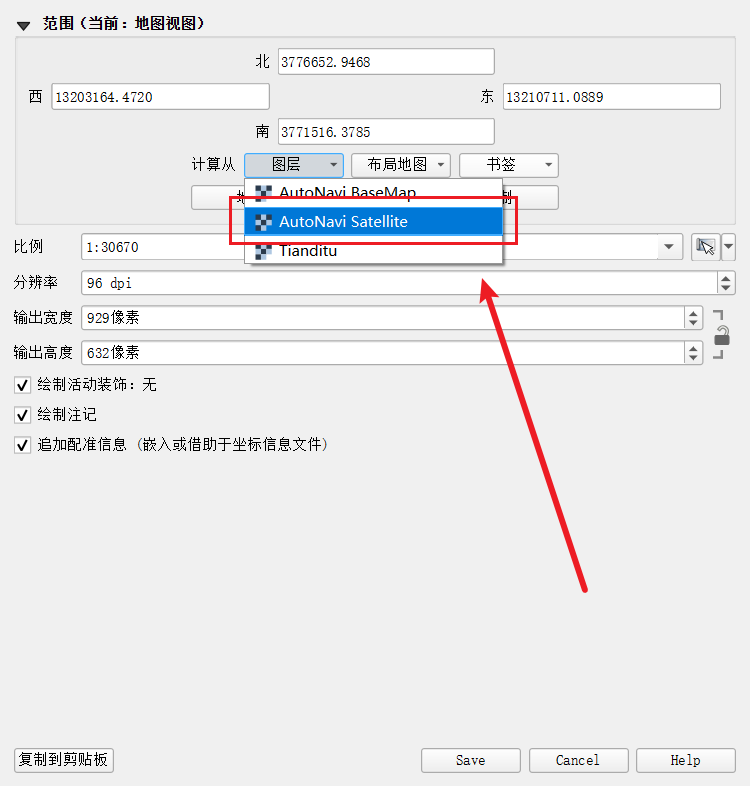 范围(当前:地图视图)
北 3776652.9468
西 13203164.4720 东 13210711.0889
南 3771516.3785
计算从 图层 布局地图 书签
AutoNavi BaseMap
AutoNavi Satellite
Tianditu
比例 1:30670
分辨率 96 dpi
输出宽度 929像素
输出高度 632像素
绘制活动装饰:无
绘制注记
追加配准信息 (嵌入或借助于坐标信息文件)
复制到剪贴板 Save Cancel Help